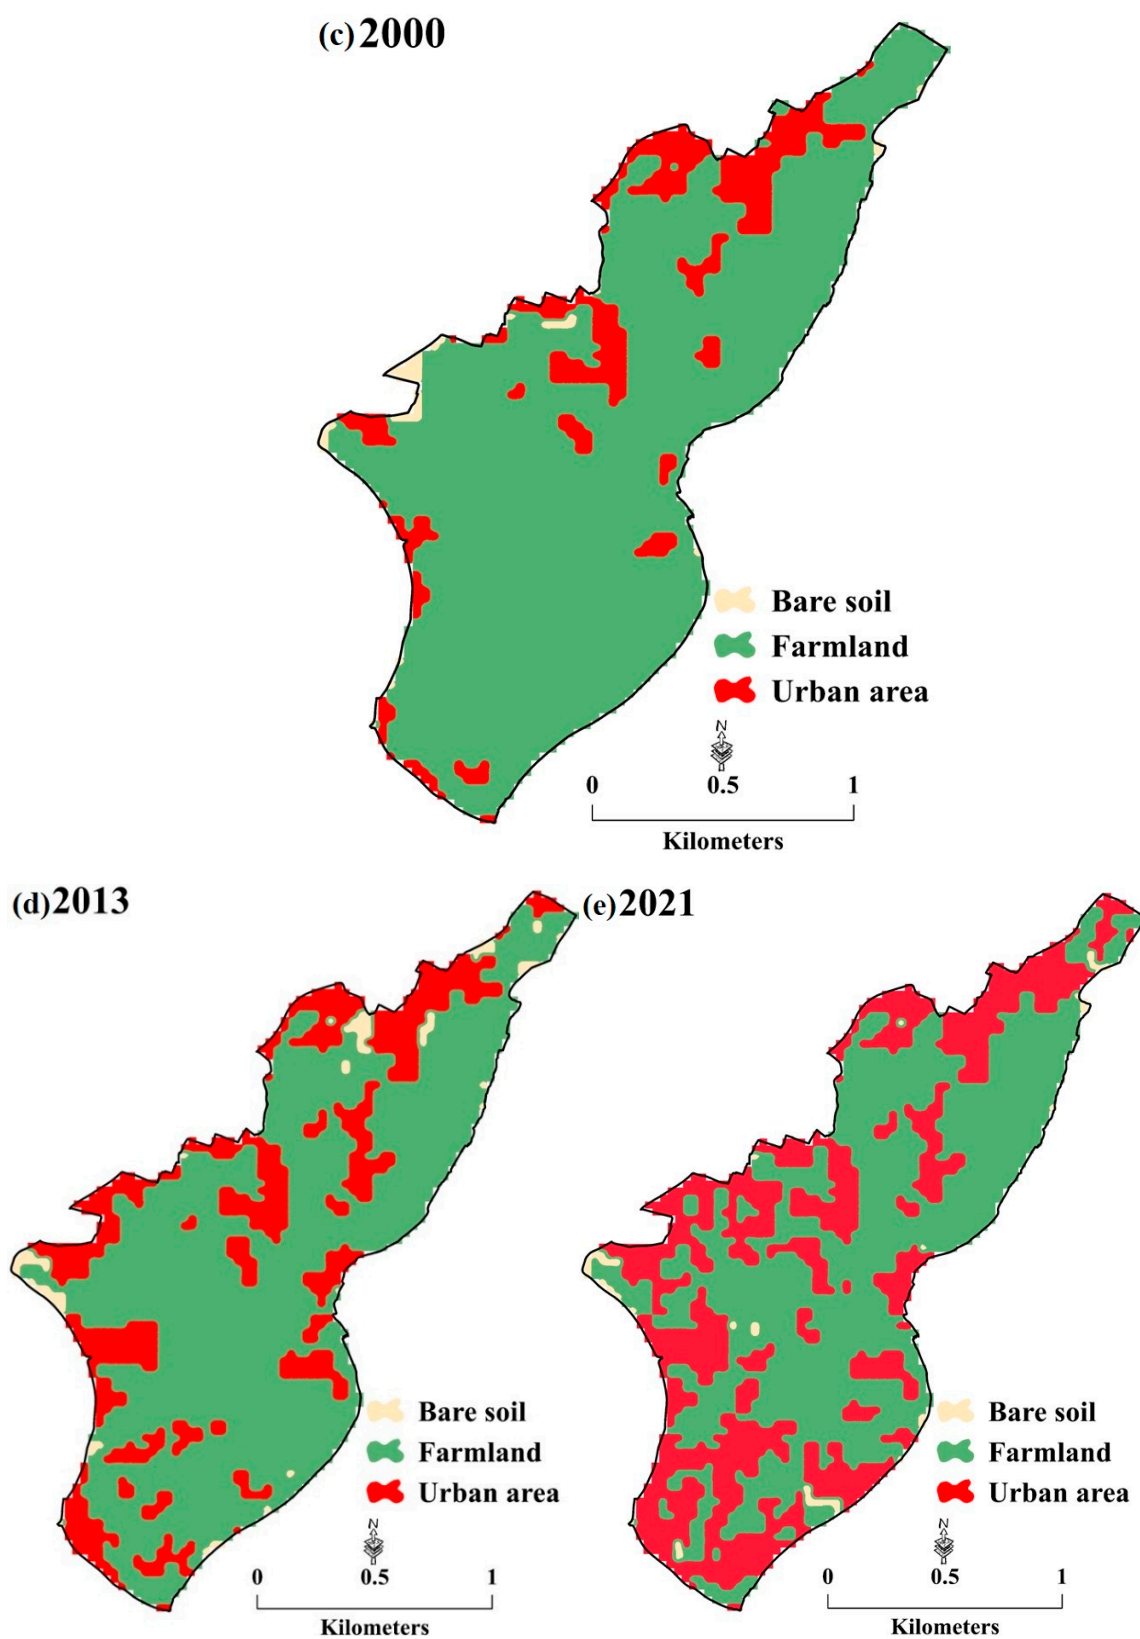 (c) 2000
Bare soil
Farmland
Urban area
N
0 0.5 1
Kilometers
(d) 2013
Bare soil
Farmland
Urban area
N
0 0.5 1
Kilometers
(e) 2021
Bare soil
Farmland
Urban area
N
0 0.5 1
Kilometers